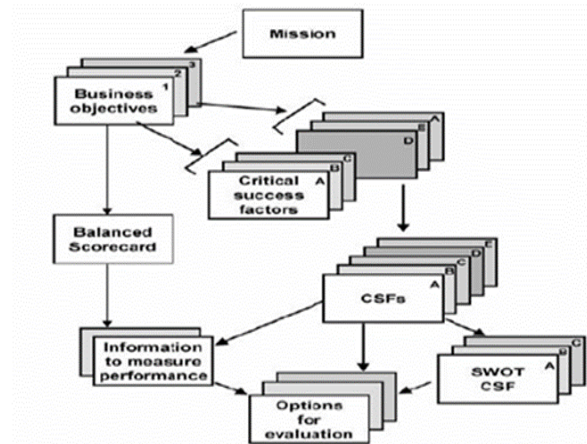 Mission
3
2
1
Business
objectives
A
E
D
C
B
A
Critical
success
factors
Balanced
Scorecard
E
D
C
B
A
CSFs
Information
to measure
performance
C
B
A
SWOT
CSF
Options
for
evaluation